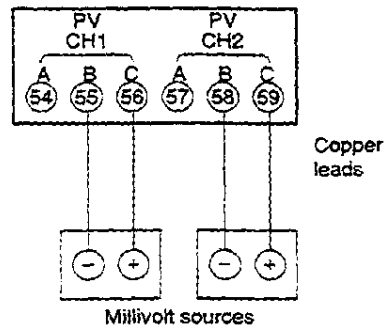 PV PV
CH1 CH2
A B C A B C
54 55 56 57 58 59
Copper
leads
− + − +
Millivolt sources